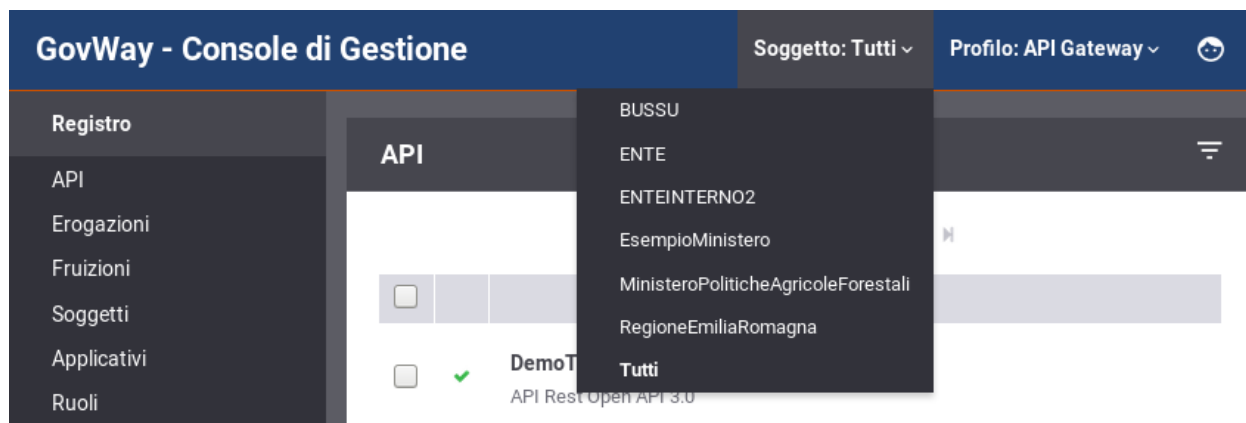 GovWay - Console di Gestione
Soggetto: Tutti
Profilo: API Gateway
Registro
API
Erogazioni
Fruizioni
Soggetti
Applicativi
Ruoli
API
BUSSU
ENTE
ENTEINTERNO2
EsempioMinistero
MinisteroPoliticheAgricoleForestali
RegioneEmiliaRomagna
Tutti
DemoT
API Rest Open API 3.0